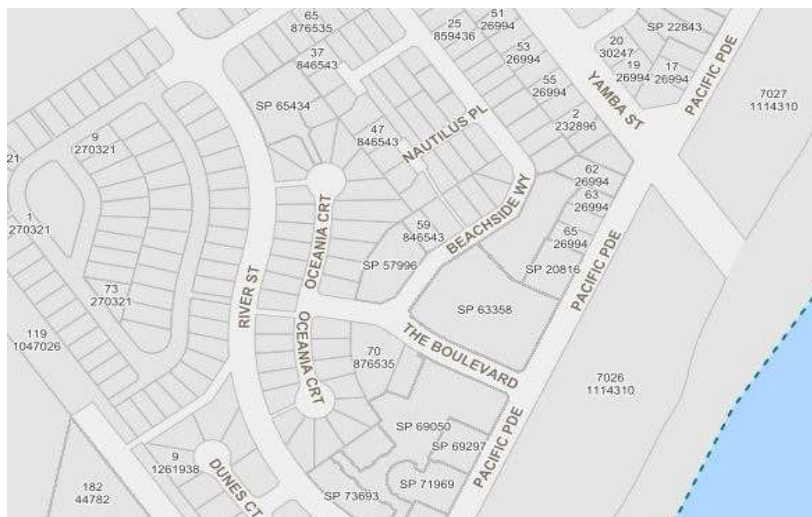 65
876535
25
859436
51
26994
SP 22843
20
30247
37
846543
53
26994
19
26994
17
26994
PACIFIC PDE
55
26994
YAMBA ST
7027
1114310
SP 65434
2
232896
47
846543
NAUTILUS PL
9
270321
21
62
26994
63
26994
OCEANIA CRT
BEACHSIDE WY
1
270321
59
846543
65
26994
SP 57996
SP 20816
PACIFIC PDE
73
270321
RIVER ST
SP 63358
119
1047026
OCEANIA CRT
THE BOULEVARD
70
876535
7026
1114310
SP 69050
SP 69297
PACIFIC PDE
9
1261938
DUNES CT
SP 71969
182
44782
SP 73693